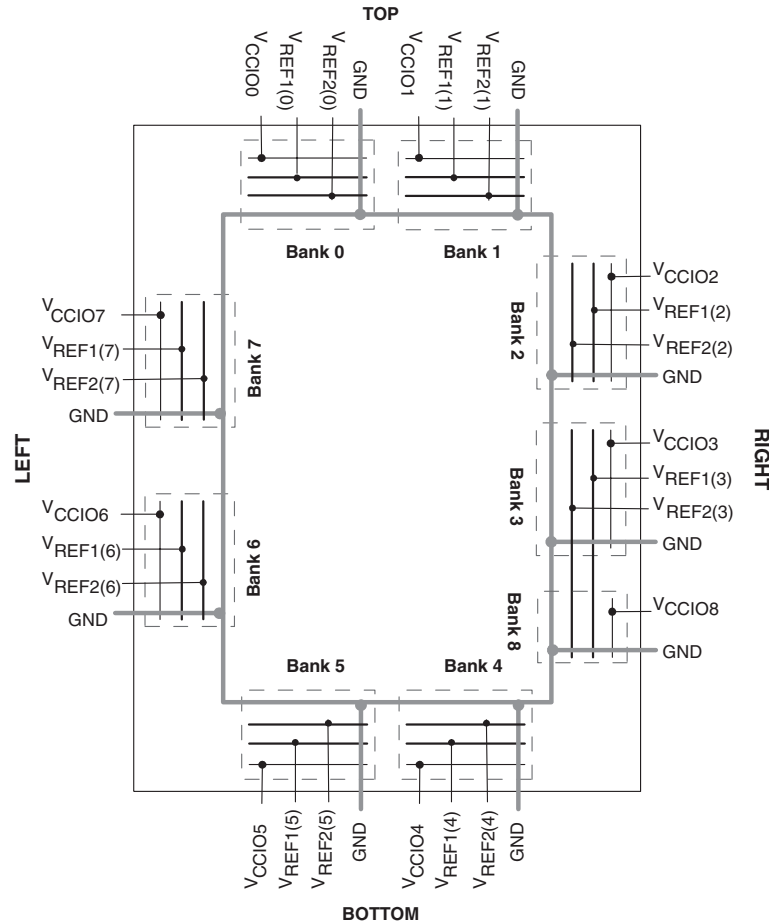 TOP
VCCIO0
VREF1(0)
VREF2(0)
GND
VCCIO1
VREF1(1)
VREF2(1)
GND
Bank 0
Bank 1
VCCIO7
VREF1(7)
VREF2(7)
GND
Bank 7
Bank 2
VCCIO2
VREF1(2)
VREF2(2)
GND
LEFT
RIGHT
Bank 3
VCCIO3
VREF1(3)
VREF2(3)
GND
VCCIO6
VREF1(6)
VREF2(6)
GND
Bank 6
Bank 8
VCCIO8
GND
Bank 5
Bank 4
VCCIO5
VREF1(5)
VREF2(5)
GND
VCCIO4
VREF1(4)
VREF2(4)
GND
BOTTOM